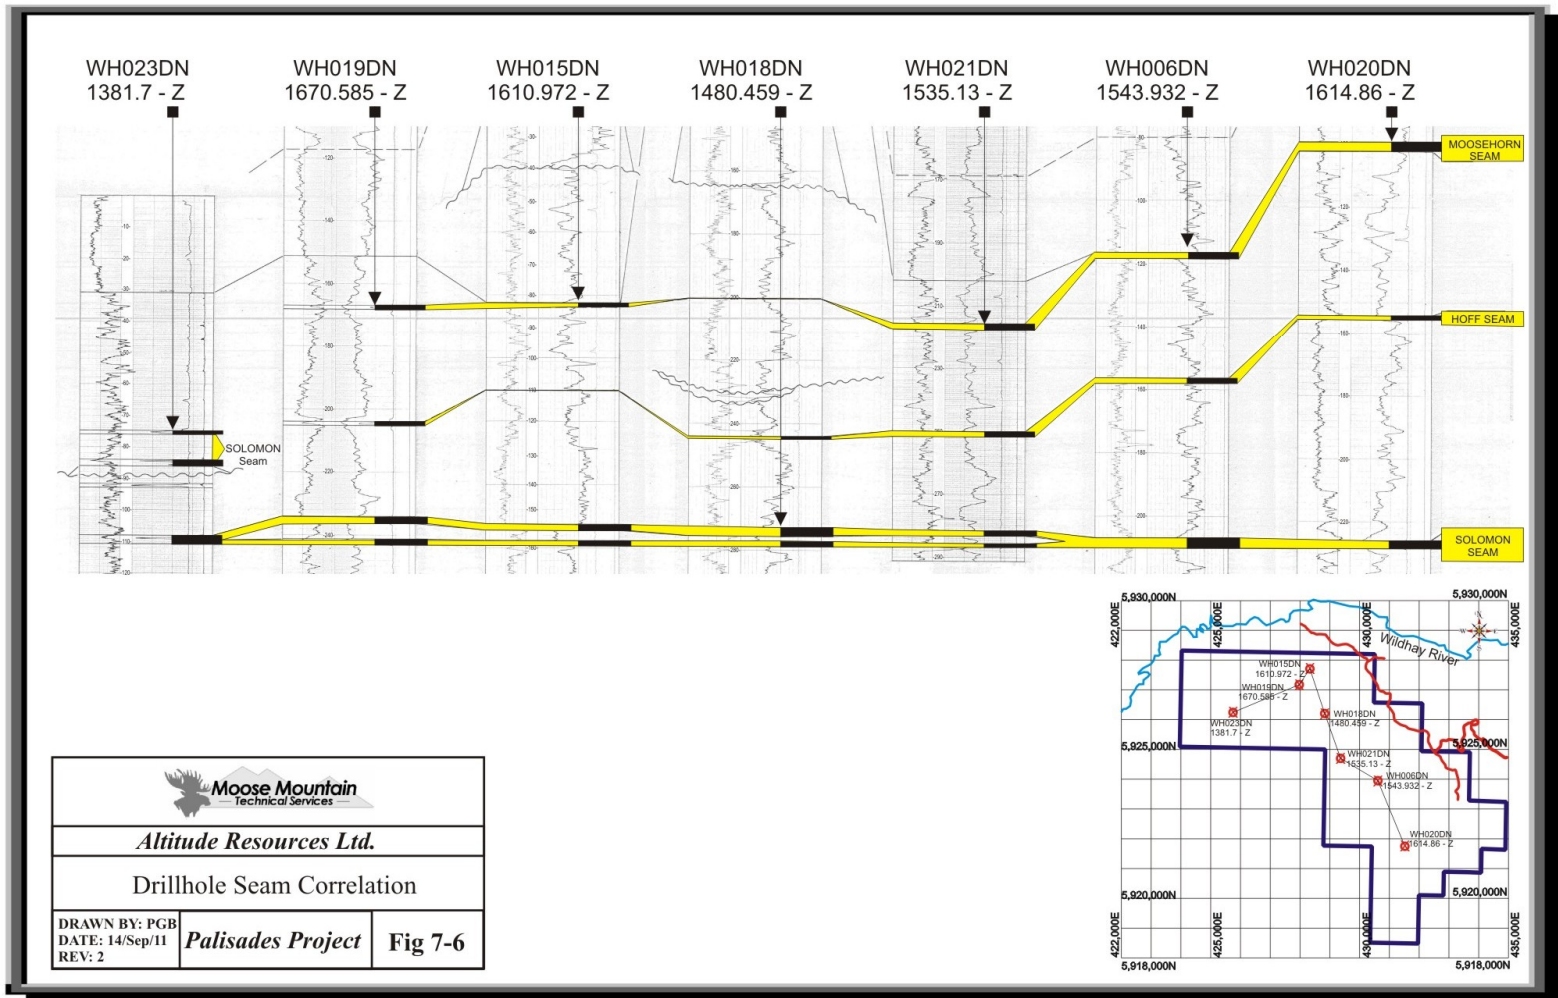 WH023DN
1381.7 - Z
WH019DN
1670.585 - Z
WH015DN
1610.972 - Z
WH018DN
1480.459 - Z
WH021DN
1535.13 - Z
WH006DN
1543.932 - Z
WH020DN
1614.86 - Z
MOOSEHORN
SEAM
HOFF SEAM
SOLOMON
Seam
SOLOMON
SEAM
5,930,000N
5,930,000N
422,000E
425,000E
430,000E
435,000E
Wildhay River
WH015DN
1610.972 - Z
WH019DN
1670.585 - Z
WH023DN
1381.7 - Z
WH018DN
1480.459 - Z
5,925,000N
5,925,000N
WH021DN
1535.13 - Z
WH006DN
1543.932 - Z
WH020DN
1614.86 - Z
5,920,000N
5,920,000N
422,000E
425,000E
430,000E
435,000E
5,918,000N
5,918,000N
Moose Mountain
Technical Services
Altitude Resources Ltd.
Drillhole Seam Correlation
DRAWN BY: PGB
DATE: 14/Sep/11
REV: 2
Palisades Project
Fig 7-6